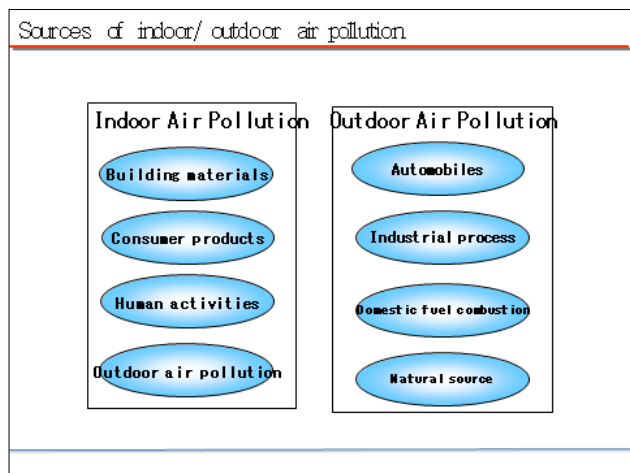 Sources of indoor/ outdoor air pollution
Indoor Air Pollution
Building materials
Consumer products
Human activities
Outdoor air pollution
Outdoor Air Pollution
Automobiles
Industrial process
Domestic fuel combustion
Natural source